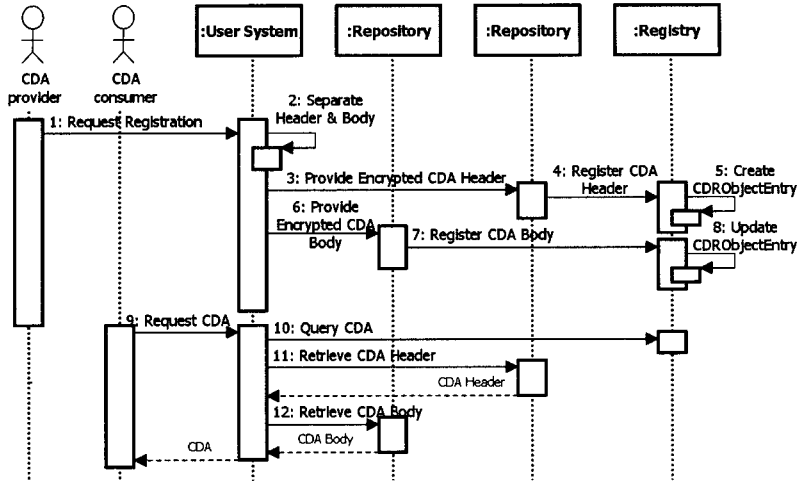 :User System
:Repository
:Repository
:Registry
CDA
provider
CDA
consumer
1: Request Registration
2: Separate
Header & Body
3: Provide Encrypted CDA Header
4: Register CDA
Header
5: Create
CDRObjectEntry
6: Provide
Encrypted CDA
Body
7: Register CDA Body
8: Update
CDRObjectEntry
9: Request CDA
10: Query CDA
11: Retrieve CDA Header
CDA Header
12: Retrieve CDA Body
CDA Body
CDA